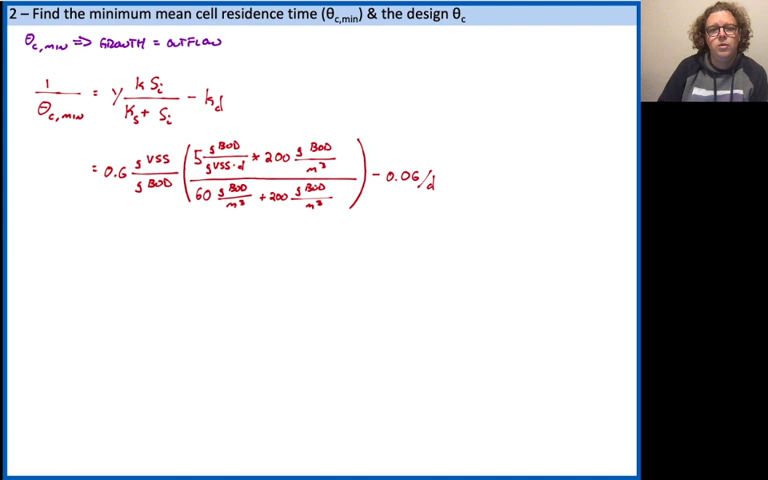 2 – Find the minimum mean cell residence time (θc,min) & the design θc
θc,min => GROWTH = OUTFLOW
1 / θc,min = Y k Si / (Ks + Si) - kd
= 0.6 g VSS / g BOD ( 5 g BOD / g VSS·d * 200 g BOD / m³ / 60 g BOD / m³ + 200 g BOD / m³ ) - 0.06/d